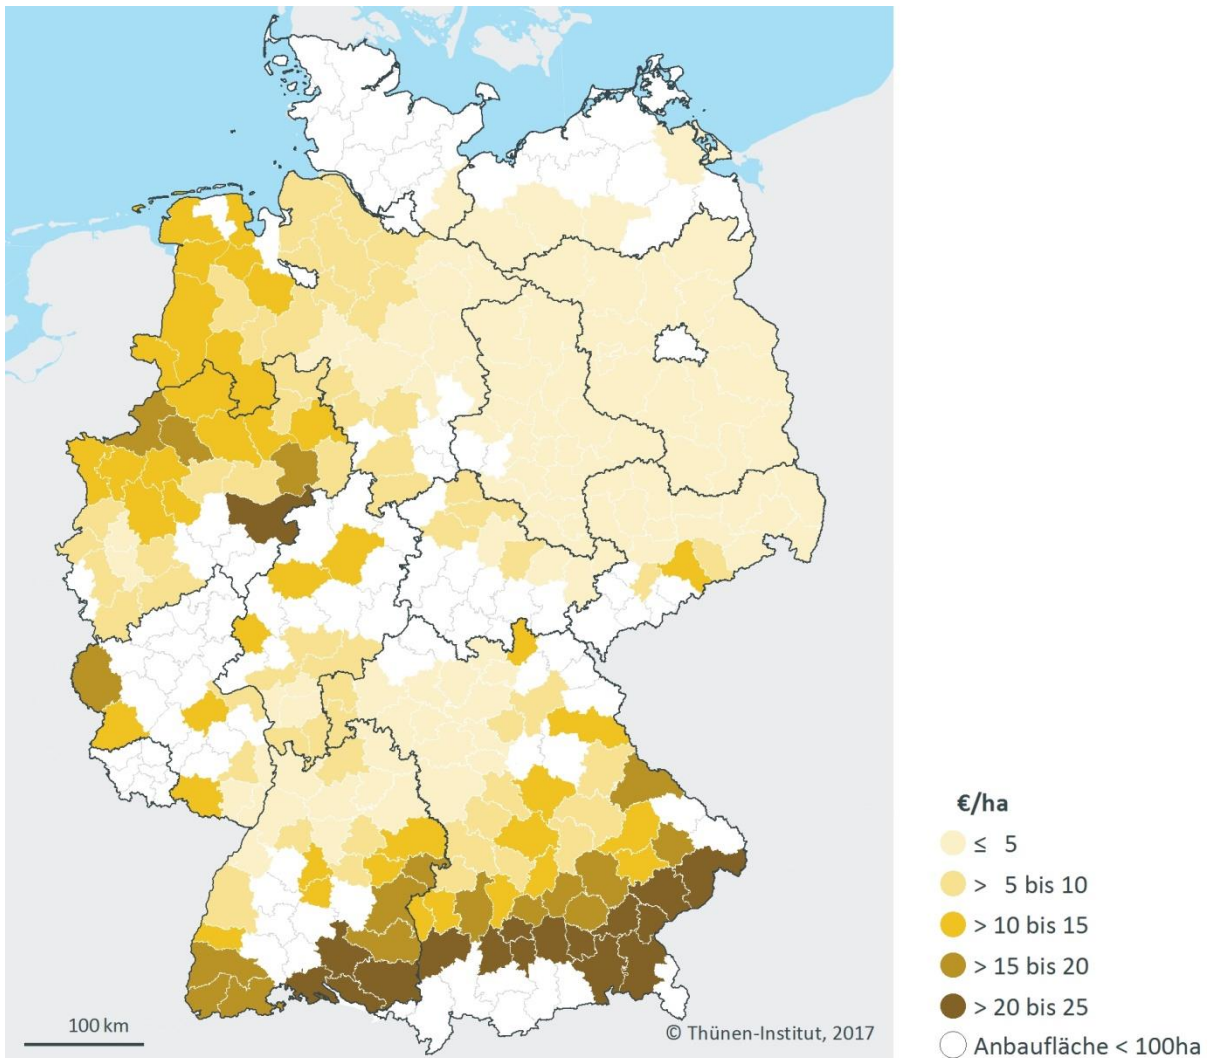 €/ha
≤ 5
> 5 bis 10
> 10 bis 15
> 15 bis 20
> 20 bis 25
Anbaufläche < 100ha
100 km
© Thünen-Institut, 2017